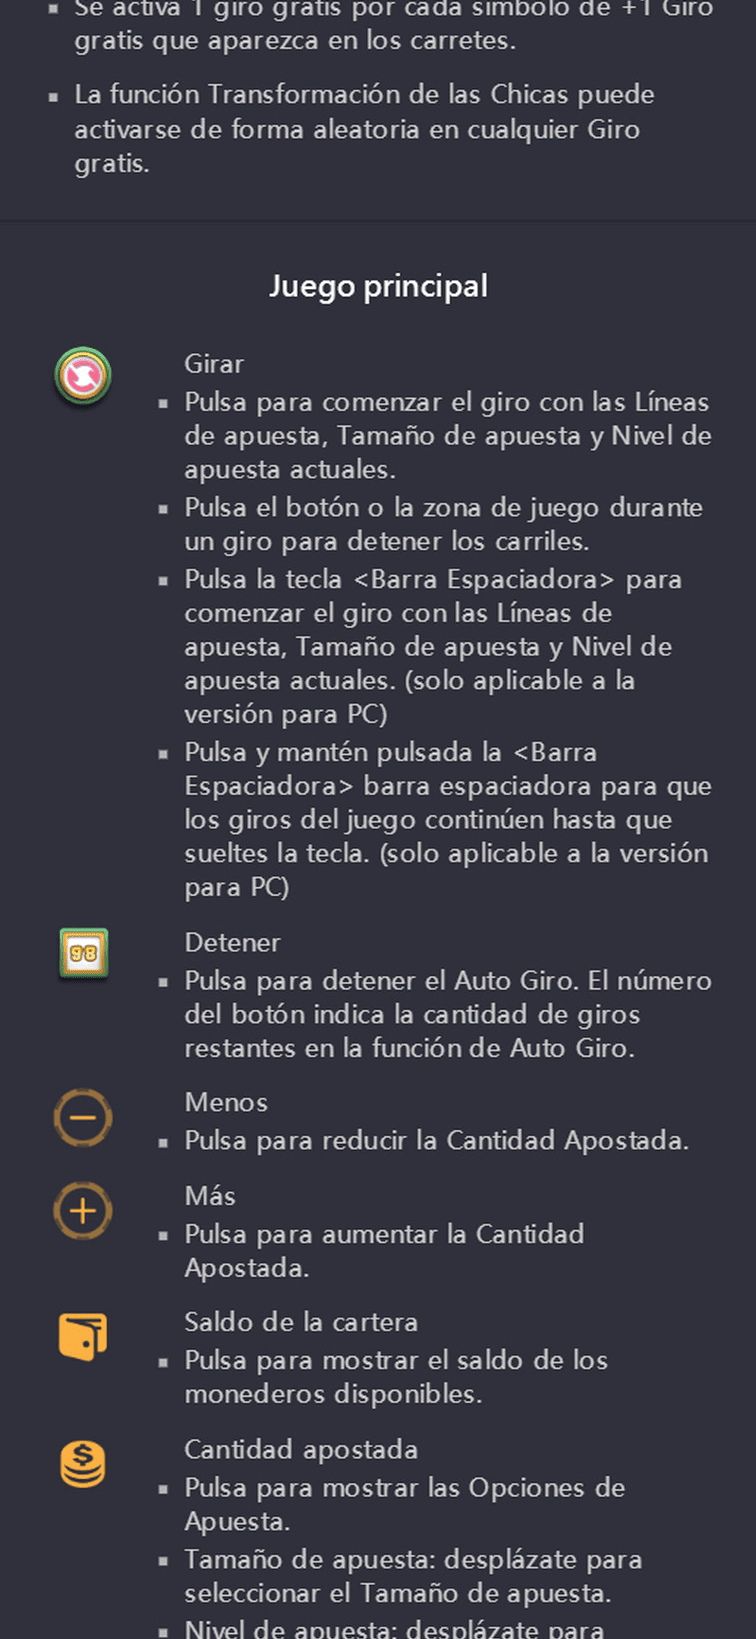 Se activa 1 giro gratis por cada símbolo de +1 Giro
gratis que aparezca en los carretes.
La función Transformación de las Chicas puede
activarse de forma aleatoria en cualquier Giro
gratis.
Juego principal
Girar
Pulsa para comenzar el giro con las Líneas
de apuesta, Tamaño de apuesta y Nivel de
apuesta actuales.
Pulsa el botón o la zona de juego durante
un giro para detener los carriles.
Pulsa la tecla <Barra Espaciadora> para
comenzar el giro con las Líneas de
apuesta, Tamaño de apuesta y Nivel de
apuesta actuales. (solo aplicable a la
versión para PC)
Pulsa y mantén pulsada la <Barra
Espaciadora> barra espaciadora para que
los giros del juego continúen hasta que
sueltes la tecla. (solo aplicable a la versión
para PC)
98
Detener
Pulsa para detener el Auto Giro. El número
del botón indica la cantidad de giros
restantes en la función de Auto Giro.
Menos
Pulsa para reducir la Cantidad Apostada.
Más
Pulsa para aumentar la Cantidad
Apostada.
Saldo de la cartera
Pulsa para mostrar el saldo de los
monederos disponibles.
Cantidad apostada
Pulsa para mostrar las Opciones de
Apuesta.
Tamaño de apuesta: desplázate para
seleccionar el Tamaño de apuesta.
Nivel de apuesta: desplázate para